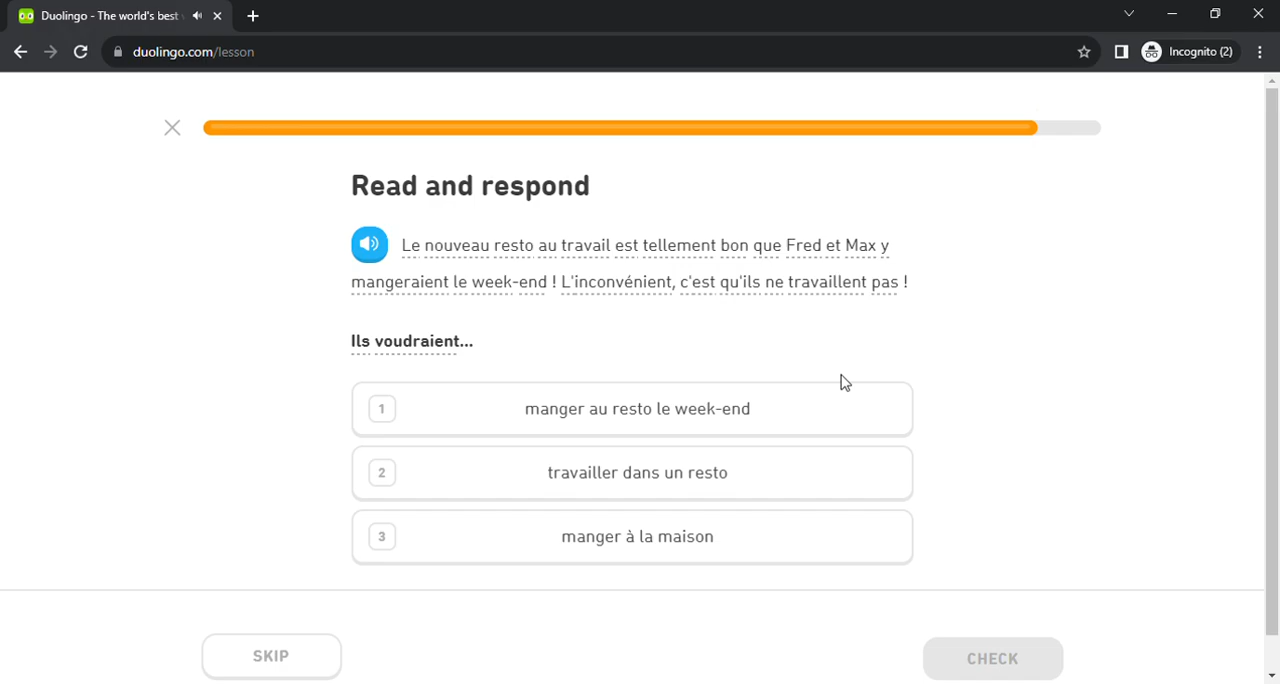 Duolingo - The world's best
duolingo.com/lesson
Incognito (2)
Read and respond
Le nouveau resto au travail est tellement bon que Fred et Max y
mangeraient le week-end ! L'inconvénient, c'est qu'ils ne travaillent pas !
Ils voudraient...
1 manger au resto le week-end
2 travailler dans un resto
3 manger à la maison
SKIP
CHECK